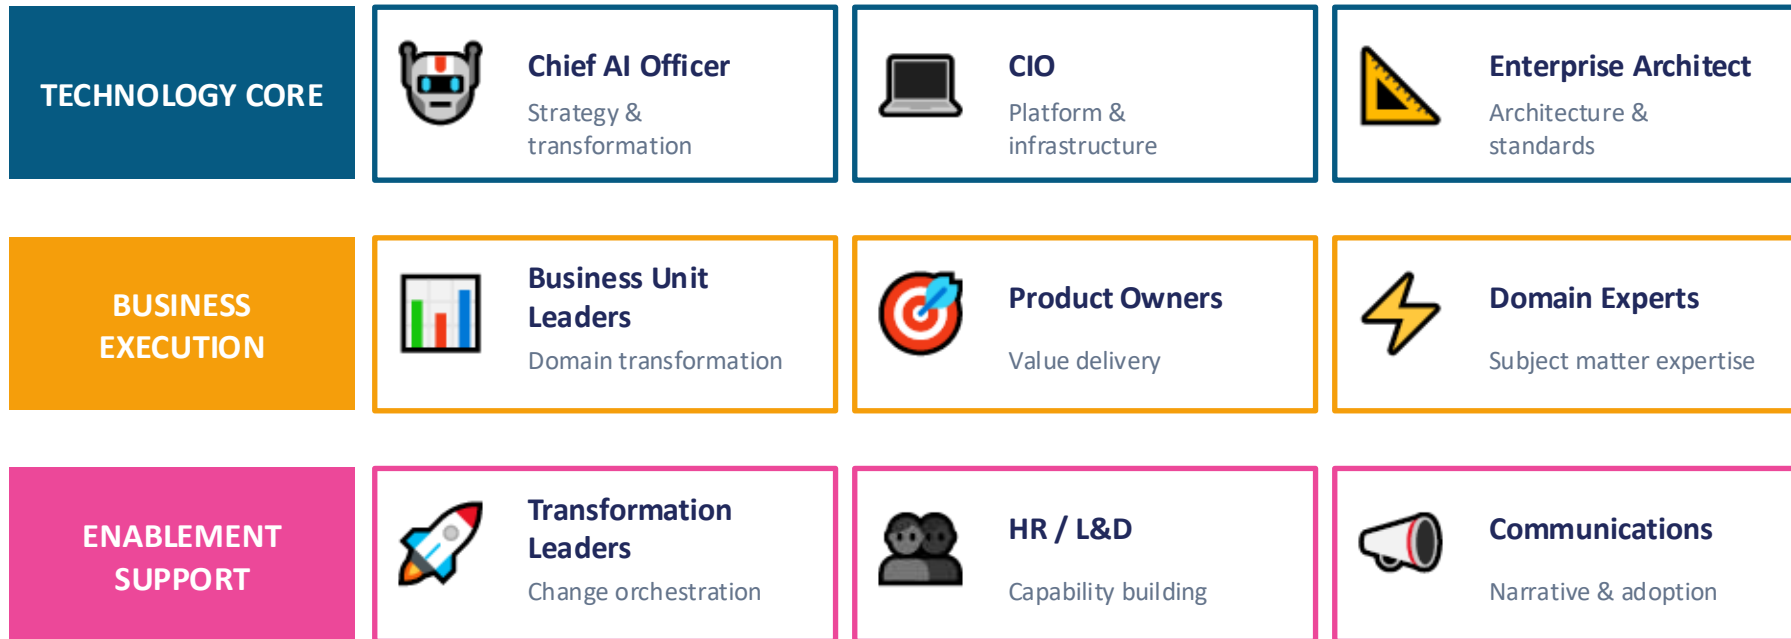 TECHNOLOGY CORE
Chief AI Officer
Strategy &
transformation
CIO
Platform &
infrastructure
Enterprise Architect
Architecture &
standards
BUSINESS
EXECUTION
Business Unit
Leaders
Domain transformation
Product Owners
Value delivery
Domain Experts
Subject matter expertise
ENABLEMENT
SUPPORT
Transformation
Leaders
Change orchestration
HR / L&D
Capability building
Communications
Narrative & adoption